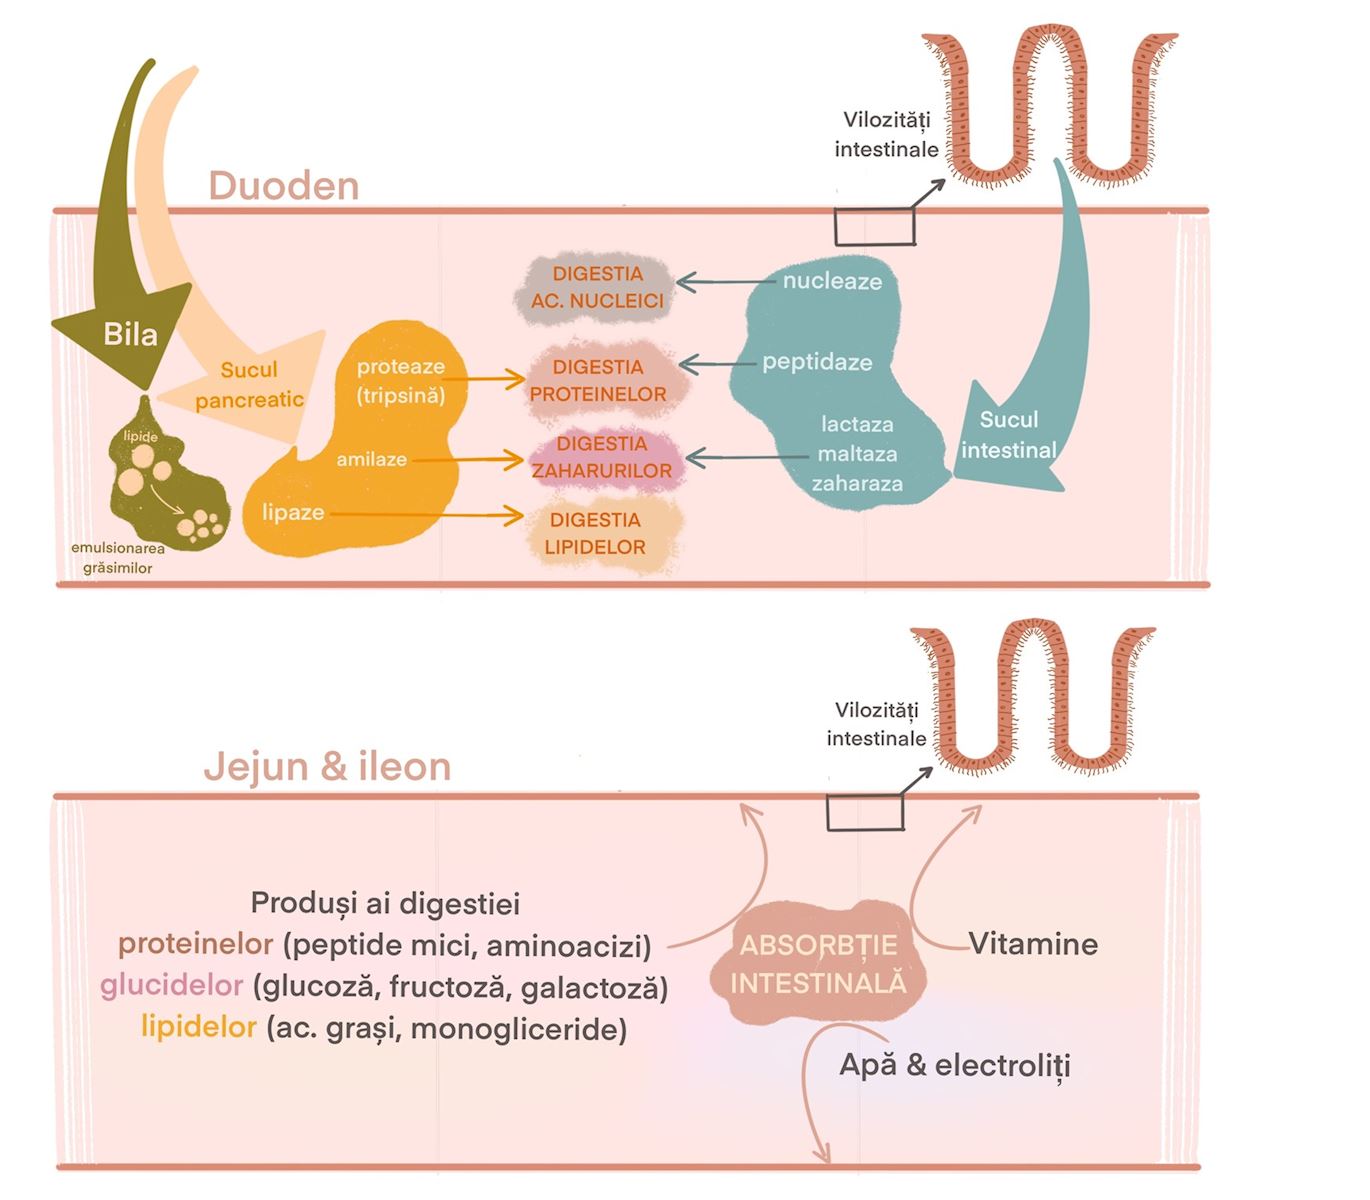 Duoden
Vilozități
intestinale
Bila
Sucul
pancreatic
lipide
emulsionarea
grăsimilor
proteaze
(tripsină)
amilaze
lipaze
DIGESTIA
AC. NUCLEICI
DIGESTIA
PROTEINELOR
DIGESTIA
ZAHARURILOR
DIGESTIA
LIPIDELOR
nucleaze
peptidaze
lactaza
maltaza
zaharaza
Sucul
intestinal
Jejun & ileon
Vilozități
intestinale
Produși ai digestiei
proteinelor (peptide mici, aminoacizi)
glucidelor (glucoză, fructoză, galactoză)
lipidelor (ac. grași, monogliceride)
ABSORBȚIE
INTESTINALĂ
Vitamine
Apă & electroliți